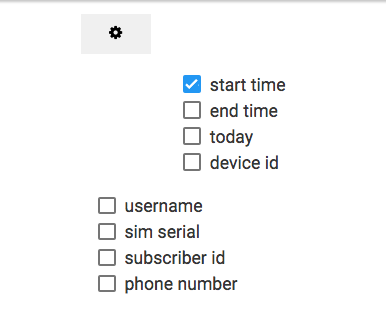 start time
end time
today
device id
username
sim serial
subscriber id
phone number